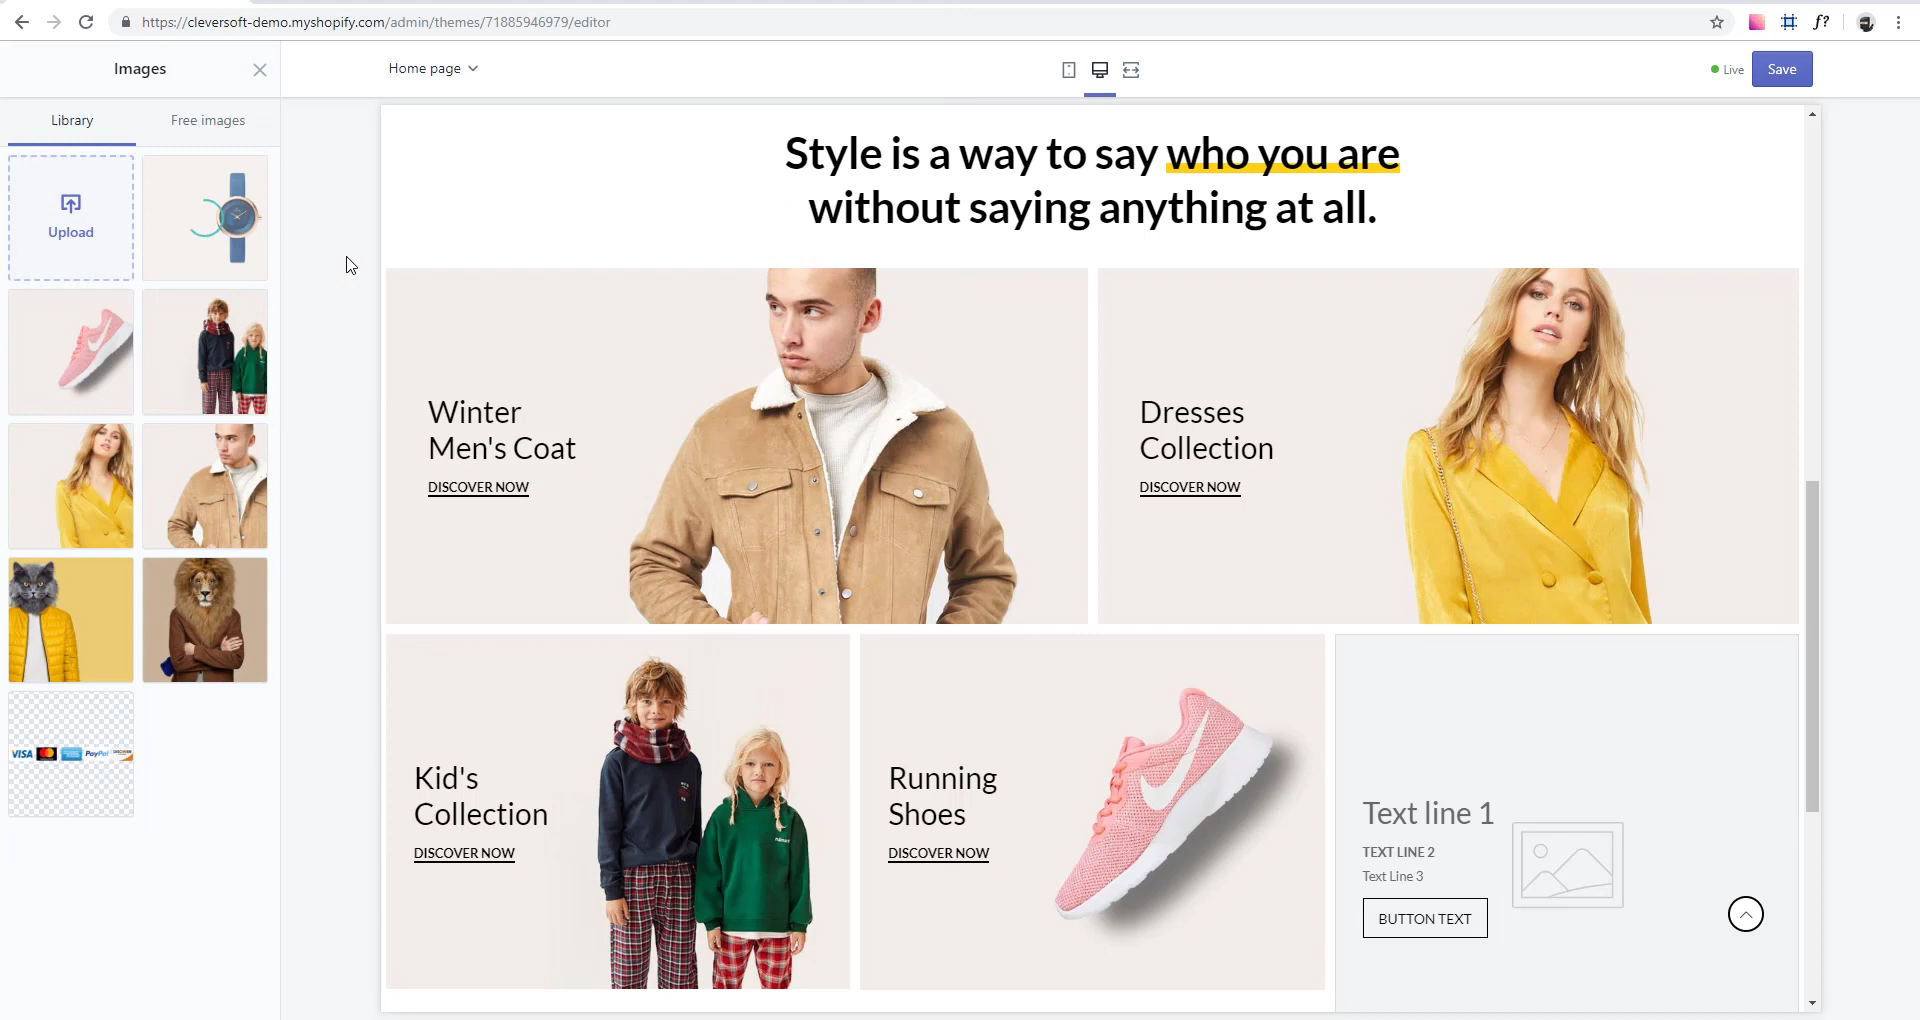 https://cleversoft-demo.myshopify.com/admin/themes/71885946979/editor
f?
Images
Home page
Live
Save
Library
Free images
Upload
VISA
PayPal
DISCOVER
Style is a way to say who you are
without saying anything at all.
Winter
Men's Coat
DISCOVER NOW
Dresses
Collection
DISCOVER NOW
Kid's
Collection
DISCOVER NOW
Running
Shoes
DISCOVER NOW
Text line 1
TEXT LINE 2
Text Line 3
BUTTON TEXT